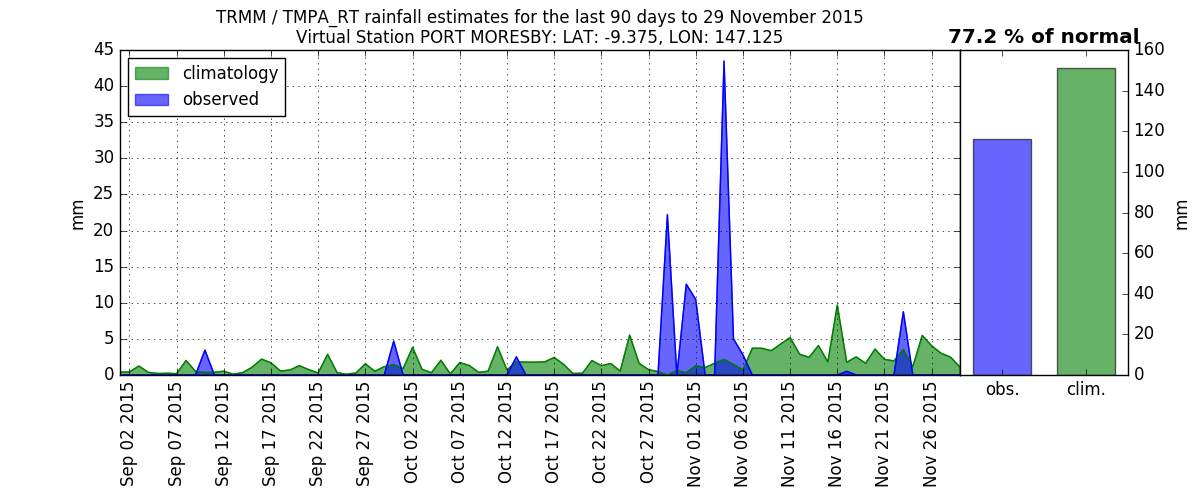 TRMM / TMPA_RT rainfall estimates for the last 90 days to 29 November 2015
Virtual Station PORT MORESBY: LAT: -9.375, LON: 147.125
77.2 % of normal
climatology
observed
mm
45
40
35
30
25
20
15
10
5
0
Sep 02 2015
Sep 07 2015
Sep 12 2015
Sep 17 2015
Sep 22 2015
Sep 27 2015
Oct 02 2015
Oct 07 2015
Oct 12 2015
Oct 17 2015
Oct 22 2015
Oct 27 2015
Nov 01 2015
Nov 06 2015
Nov 11 2015
Nov 16 2015
Nov 21 2015
Nov 26 2015
obs.
clim.
160
140
120
100
80
60
40
20
0
mm